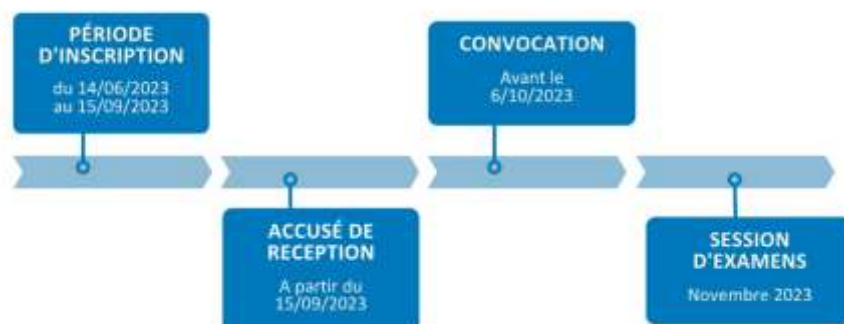 PÉRIODE
D'INSCRIPTION
du 14/06/2023
au 15/09/2023
ACCUSÉ DE
RECEPTION
A partir du
15/09/2023
CONVOCATION
Avant le
6/10/2023
SESSION
D'EXAMENS
Novembre 2023